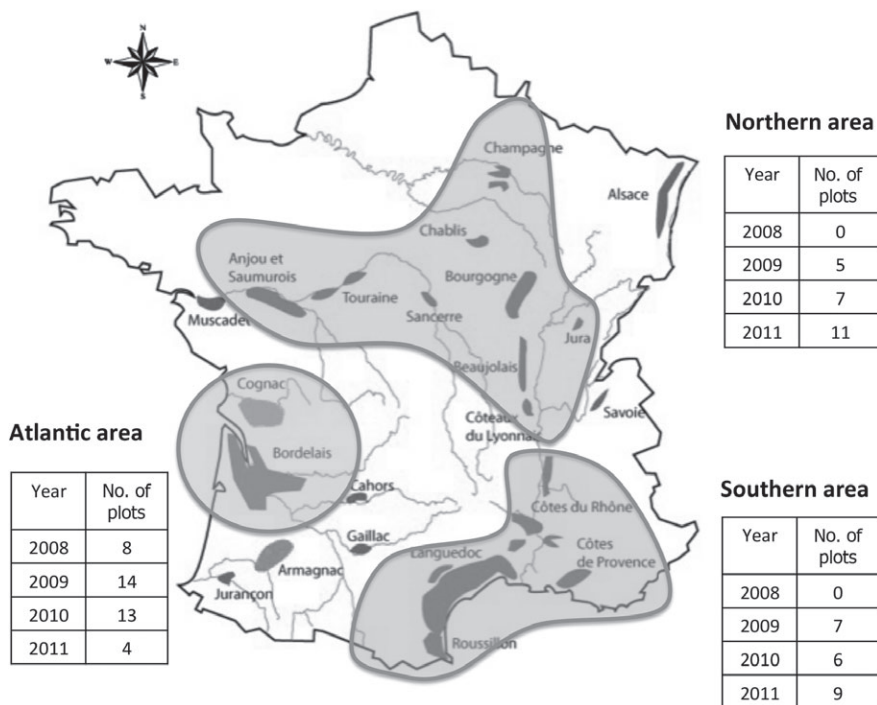 N
W E
S
Champagne
Alsace
Chablis
Anjou et
Saumurois
Bourgogne
Touraine
Sancerre
Muscadet
Jura
Beaujolais
Cognac
Côteaux
du Lyonnais
Savoie
Bordelais
Cahors
Côtes du Rhône
Gaillac
Languedoc
Côtes
de Provence
Armagnac
Jurançon
Roussillon
Northern area
Year No. of
plots
2008 0
2009 5
2010 7
2011 11
Atlantic area
Year No. of
plots
2008 8
2009 14
2010 13
2011 4
Southern area
Year No. of
plots
2008 0
2009 7
2010 6
2011 9